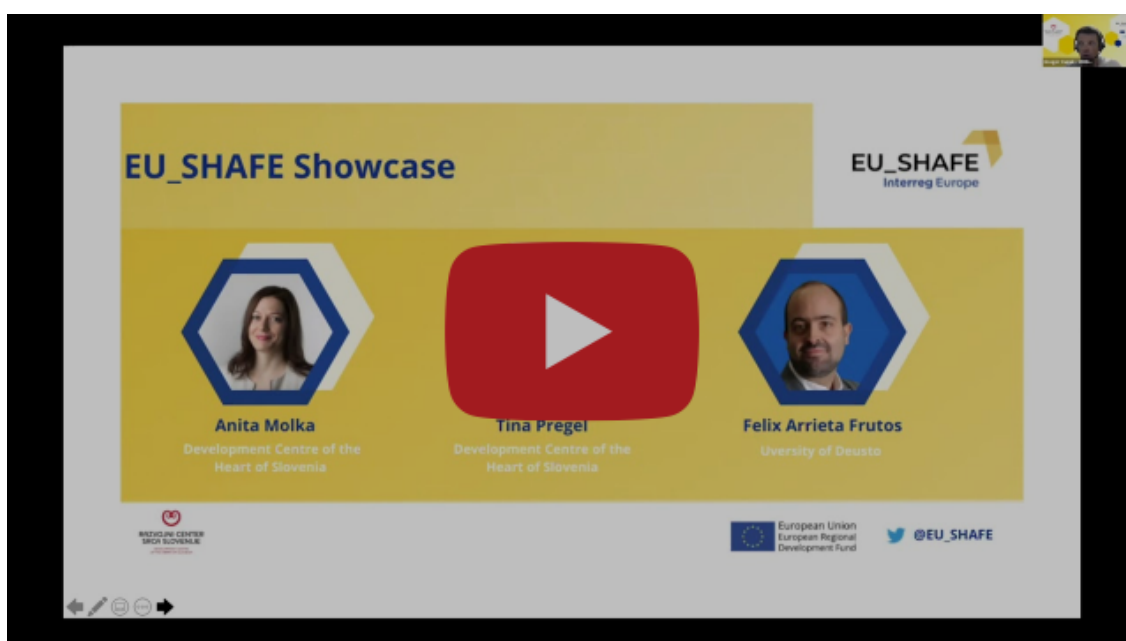 EU_SHAFE Showcase
EU_SHAFE
Interreg Europe
Anita Molka
Development Centre of the
Heart of Slovenia
Tina Pregel
Development Centre of the
Heart of Slovenia
Felix Arrieta Frutos
Uversity of Deusto
RAZVOJNI CENTER
SRCA SLOVENIJE
European Union
European Regional
Development Fund
@EU_SHAFE